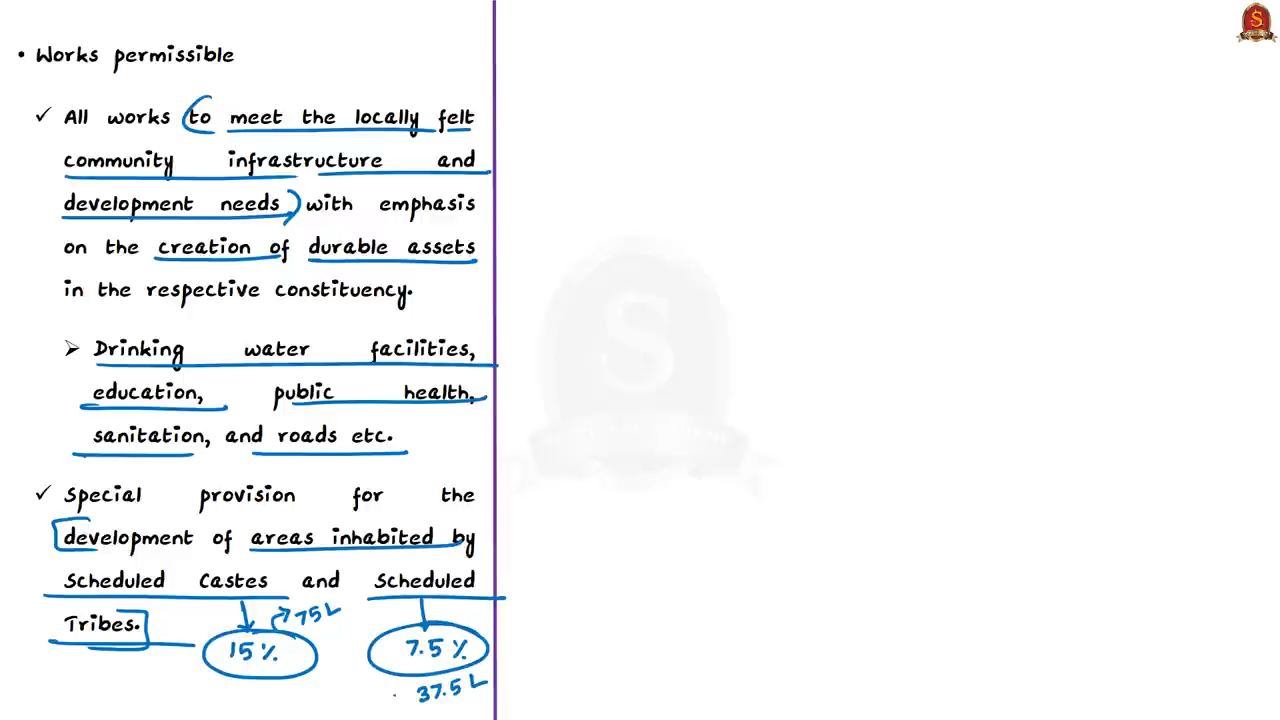 • Works permissible
✓ All works to meet the locally felt
community infrastructure and
development needs with emphasis
on the creation of durable assets
in the respective constituency.
➢ Drinking water facilities,
education, public health,
sanitation, and roads etc.
✓ Special provision for the
development of areas inhabited by
Scheduled Castes and Scheduled
Tribes.
75 L
15 %
7.5 %
37.5 L
S